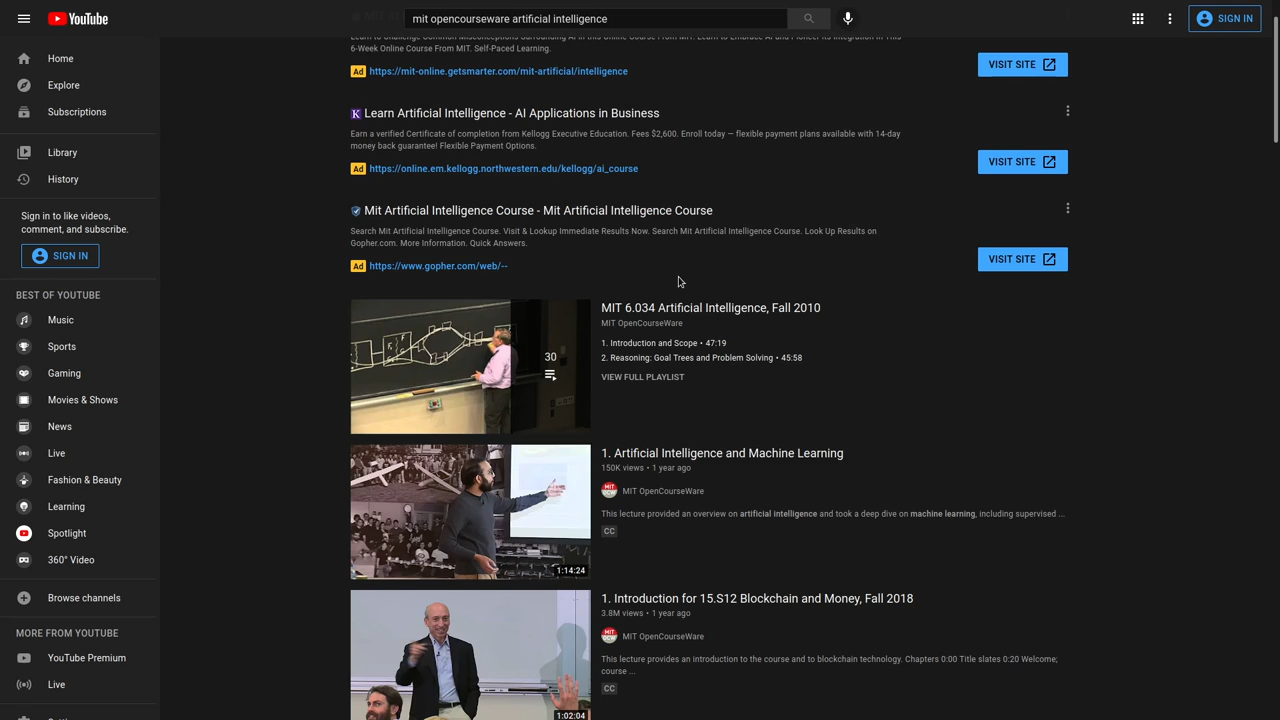 YouTube
mit opencourseware artificial intelligence
SIGN IN
Home
Explore
Subscriptions
Library
History
Sign in to like videos,
comment, and subscribe.
SIGN IN
BEST OF YOUTUBE
Music
Sports
Gaming
Movies & Shows
News
Live
Fashion & Beauty
Learning
Spotlight
360° Video
Browse channels
MORE FROM YOUTUBE
YouTube Premium
Live
6-Week Online Course From MIT. Self-Paced Learning.
Ad https://mit-online.getsmarter.com/mit-artificial/intelligence
VISIT SITE
K Learn Artificial Intelligence - AI Applications in Business
Earn a verified Certificate of completion from Kellogg Executive Education. Fees $2,600. Enroll today — flexible payment plans available with 14-day
money back guarantee! Flexible Payment Options.
Ad https://online.em.kellogg.northwestern.edu/kellogg/ai_course
VISIT SITE
Mit Artificial Intelligence Course - Mit Artificial Intelligence Course
Search Mit Artificial Intelligence Course. Visit & Lookup Immediate Results Now. Search Mit Artificial Intelligence Course. Look Up Results on
Gopher.com. More Information. Quick Answers.
Ad https://www.gopher.com/web/--
VISIT SITE
30
MIT 6.034 Artificial Intelligence, Fall 2010
MIT OpenCourseWare
1. Introduction and Scope • 47:19
2. Reasoning: Goal Trees and Problem Solving • 45:58
VIEW FULL PLAYLIST
1:14:24
1. Artificial Intelligence and Machine Learning
150K views • 1 year ago
MIT OpenCourseWare
This lecture provided an overview on artificial intelligence and took a deep dive on machine learning, including supervised ...
CC
1:02:04
1. Introduction for 15.S12 Blockchain and Money, Fall 2018
3.8M views • 1 year ago
MIT OpenCourseWare
This lecture provides an introduction to the course and to blockchain technology. Chapters 0:00 Title slates 0:20 Welcome;
course ...
CC